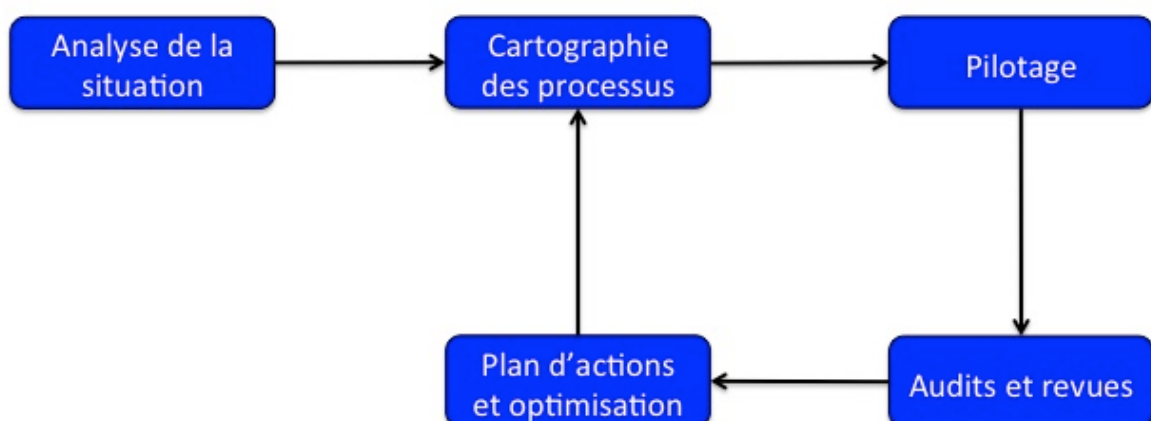 Analyse de la
situation
Cartographie
des processus
Pilotage
Plan d'actions
et optimisation
Audits et revues